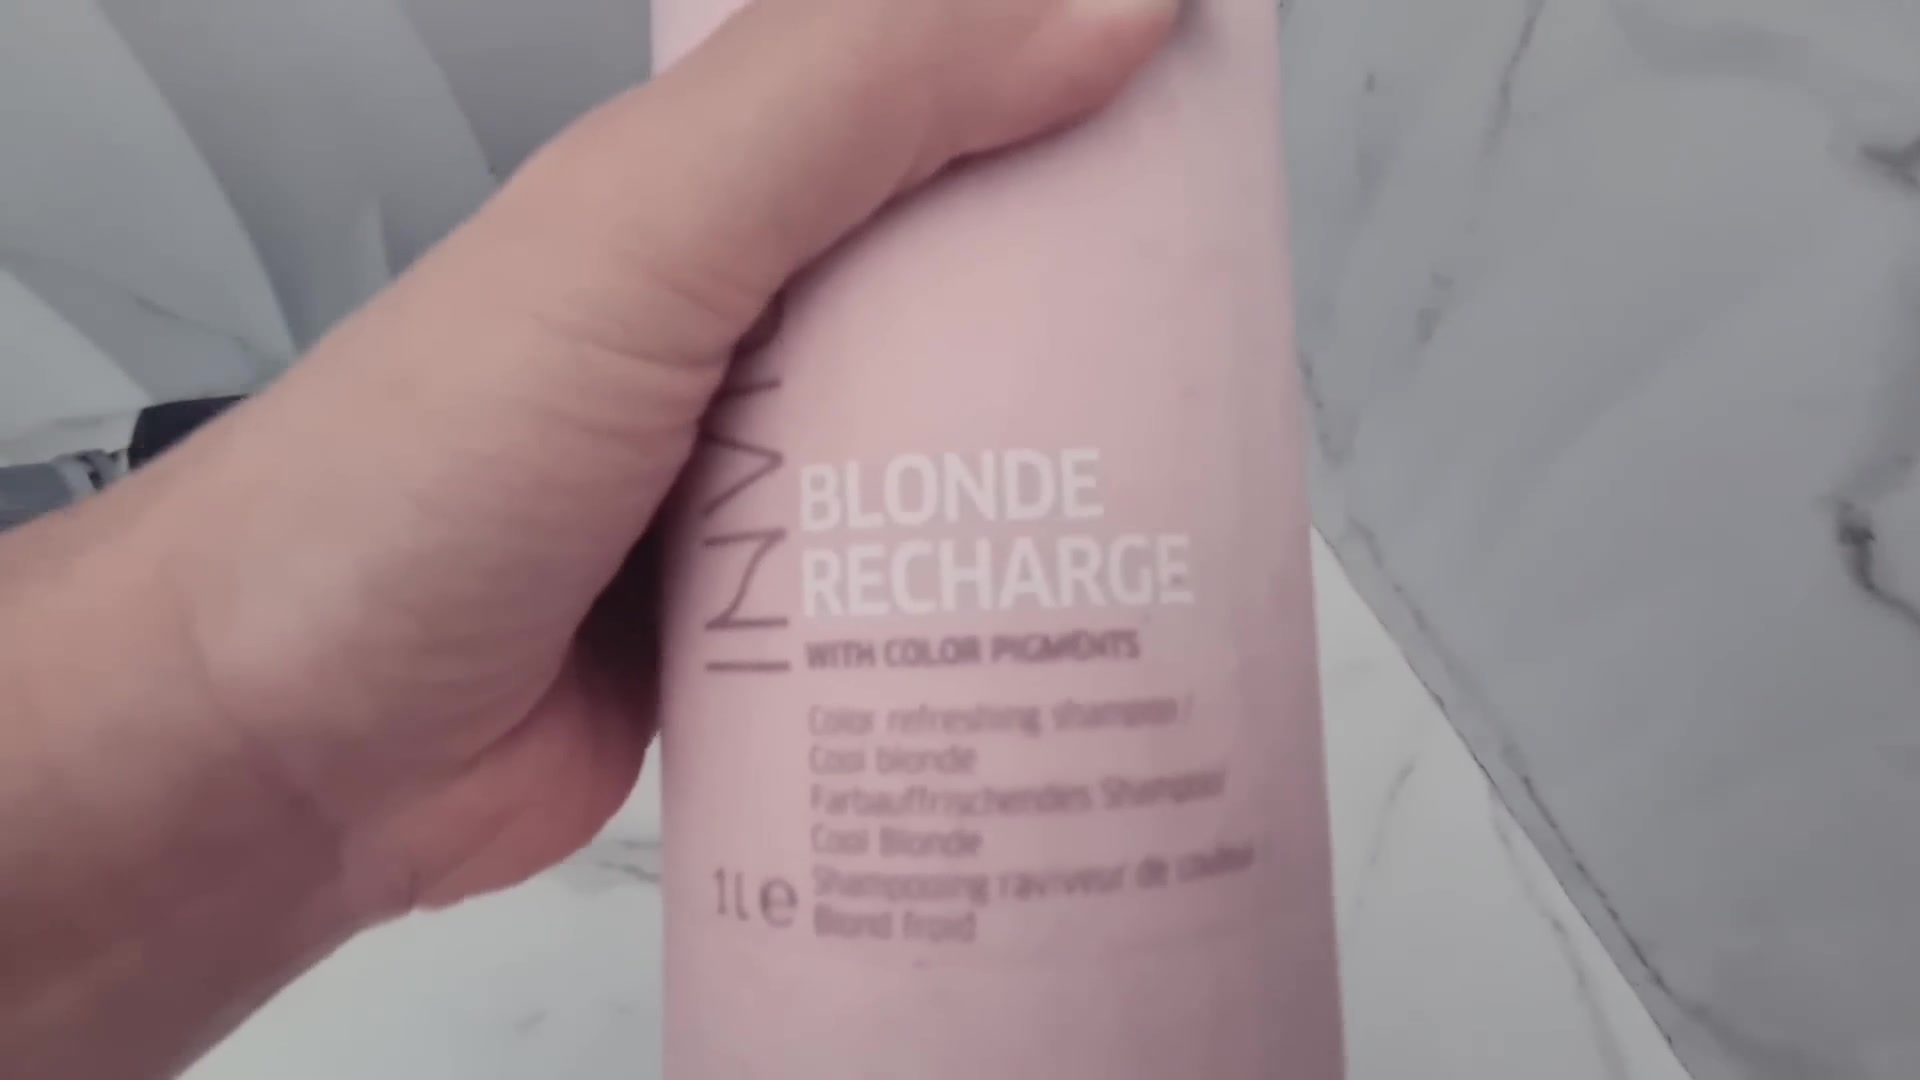 BLONDE
RECHARGE
WITH COLOR PIGMENTS
Color refreshing shampoo/
Cool blonde
Farbauffrischendes Shampoo/
Cool Blonde
1L e
Shampooing raviveur de couleur
Blond froid